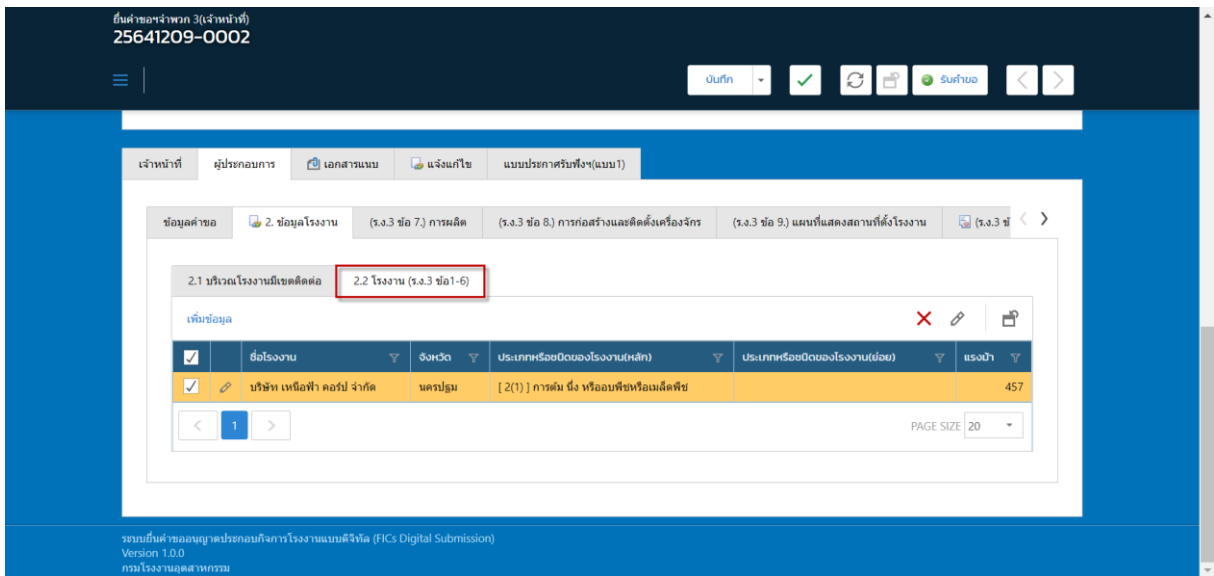 ยื่นคำขอฯจำพวก 3(เจ้าหน้าที่)
25641209-0002
บันทึก รับคำขอ
เจ้าหน้าที่ ผู้ประกอบการ เอกสารแนบ แจ้งแก้ไข แบบประกาศรับฟังฯ(แบบ1)
ข้อมูลคำขอ 2. ข้อมูลโรงงาน (ร.ง.3 ข้อ 7.) การผลิต (ร.ง.3 ข้อ 8.) การก่อสร้างและติดตั้งเครื่องจักร (ร.ง.3 ข้อ 9.) แผนที่แสดงสถานที่ตั้งโรงงาน (ร.ง.3 ข้
2.1 บริเวณโรงงานมีเขตติดต่อ 2.2 โรงงาน (ร.ง.3 ข้อ1-6)
เพิ่มข้อมูล
ชื่อโรงงาน จังหวัด ประเภทหรือชนิดของโรงงาน(หลัก) ประเภทหรือชนิดของโรงงาน(ย่อย) แรงม้า
บริษัท เหนือฟ้า คอร์ป จำกัด นครปฐม [ 2(1) ] การต้ม นึ่ง หรืออบพืชหรือเมล็ดพืช 457
1 PAGE SIZE 20
ระบบยื่นคำขออนุญาตประกอบกิจการโรงงานแบบดิจิทัล (FICs Digital Submission)
Version 1.0.0
กรมโรงงานอุตสาหกรรม